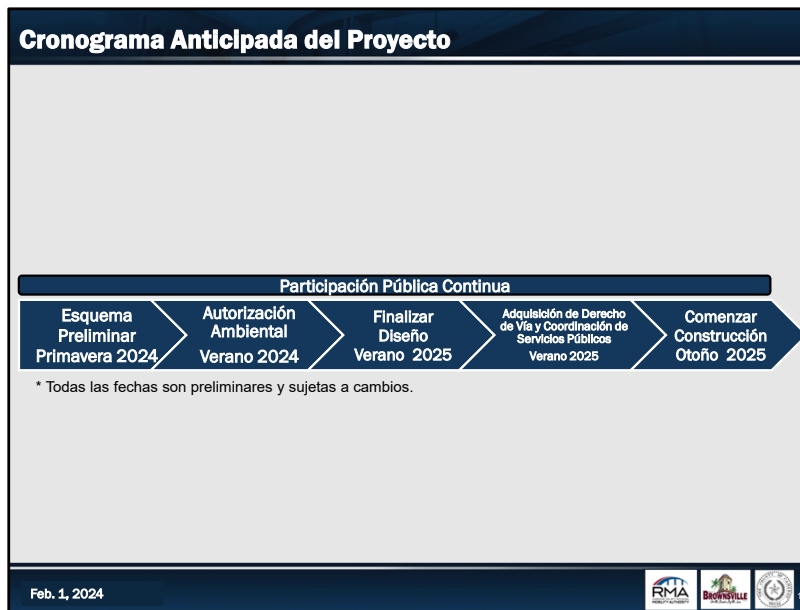 Cronograma Anticipada del Proyecto
Participación Pública Continua
Esquema
Preliminar
Primavera 2024
Autorización
Ambiental
Verano 2024
Finalizar
Diseño
Verano 2025
Adquisición de Derecho
de Vía y Coordinación de
Servicios Públicos
Verano 2025
Comenzar
Construcción
Otoño 2025
* Todas las fechas son preliminares y sujetas a cambios.
Feb. 1, 2024
RMA
MOBILITY AUTHORITY
BROWNSVILLE